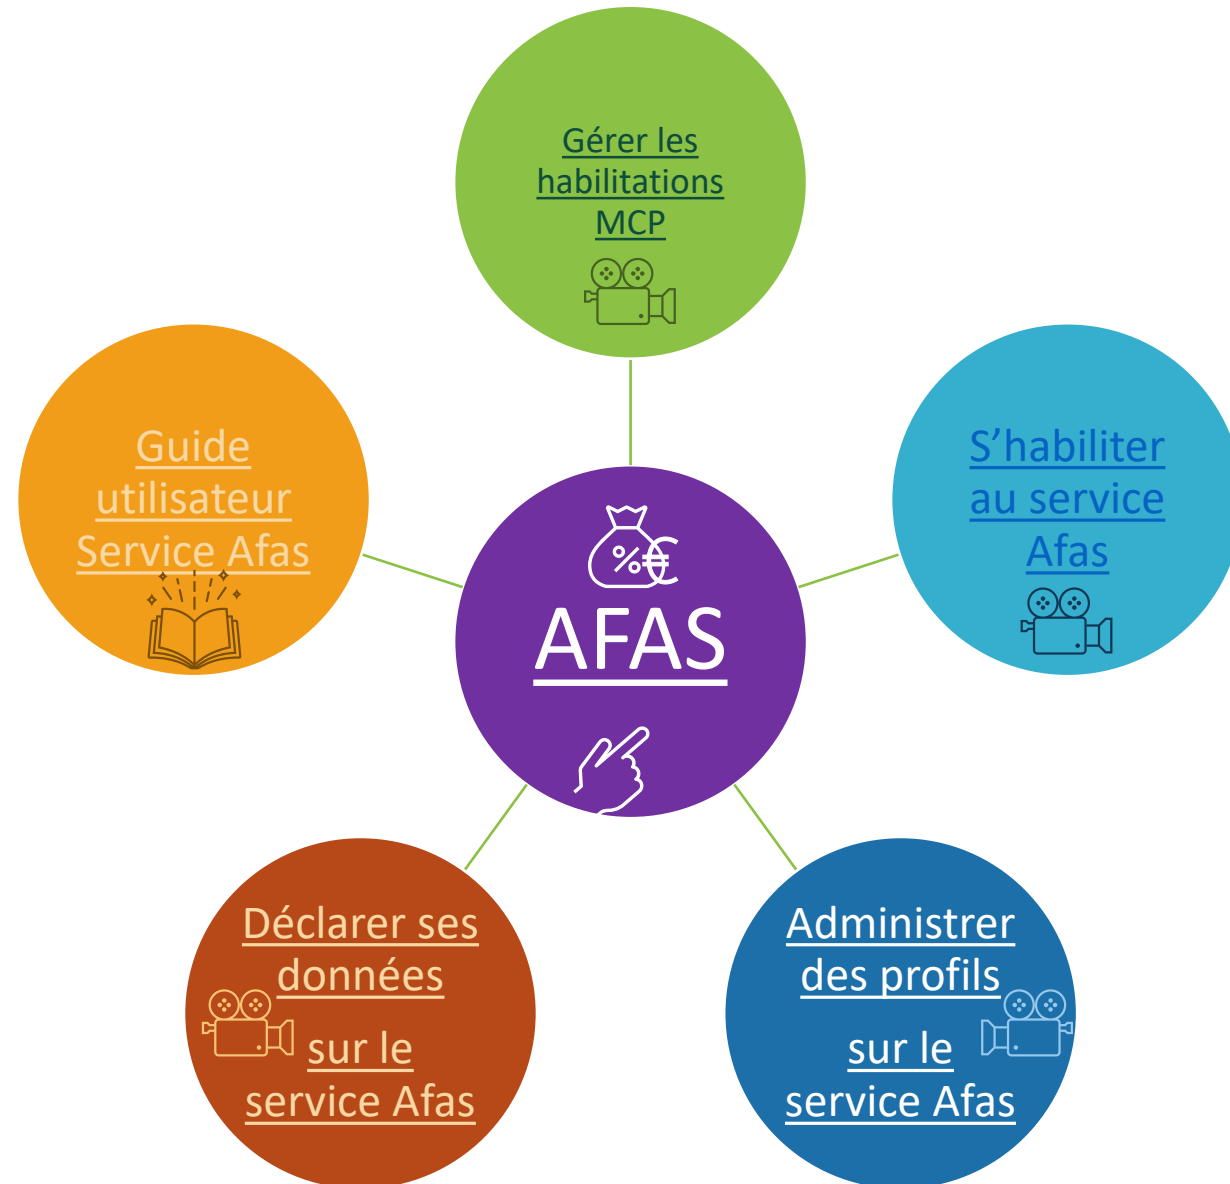 Gérer les
habilitations
MCP
Guide
utilisateur
Service Afas
S’habiliter
au service
Afas
%
€
AFAS
Déclarer ses
données
sur le
service Afas
Administrer
des profils
sur le
service Afas